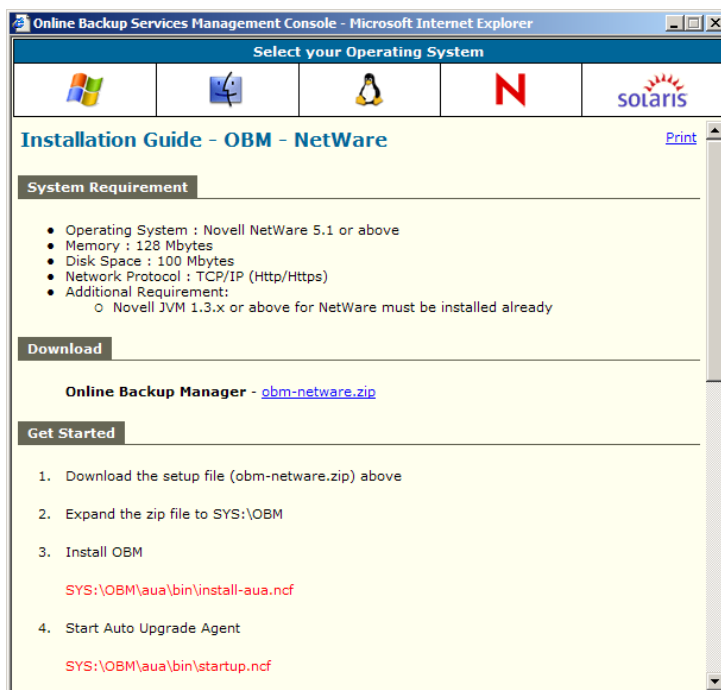 Online Backup Services Management Console - Microsoft Internet Explorer
Select your Operating System
N
solaris
Installation Guide - OBM - NetWare
Print
System Requirement
● Operating System : Novell NetWare 5.1 or above
● Memory : 128 Mbytes
● Disk Space : 100 Mbytes
● Network Protocol : TCP/IP (Http/Https)
● Additional Requirement:
○ Novell JVM 1.3.x or above for NetWare must be installed already
Download
Online Backup Manager - obm-netware.zip
Get Started
1. Download the setup file (obm-netware.zip) above
2. Expand the zip file to SYS:\OBM
3. Install OBM
SYS:\OBM\aua\bin\install-aua.ncf
4. Start Auto Upgrade Agent
SYS:\OBM\aua\bin\startup.ncf